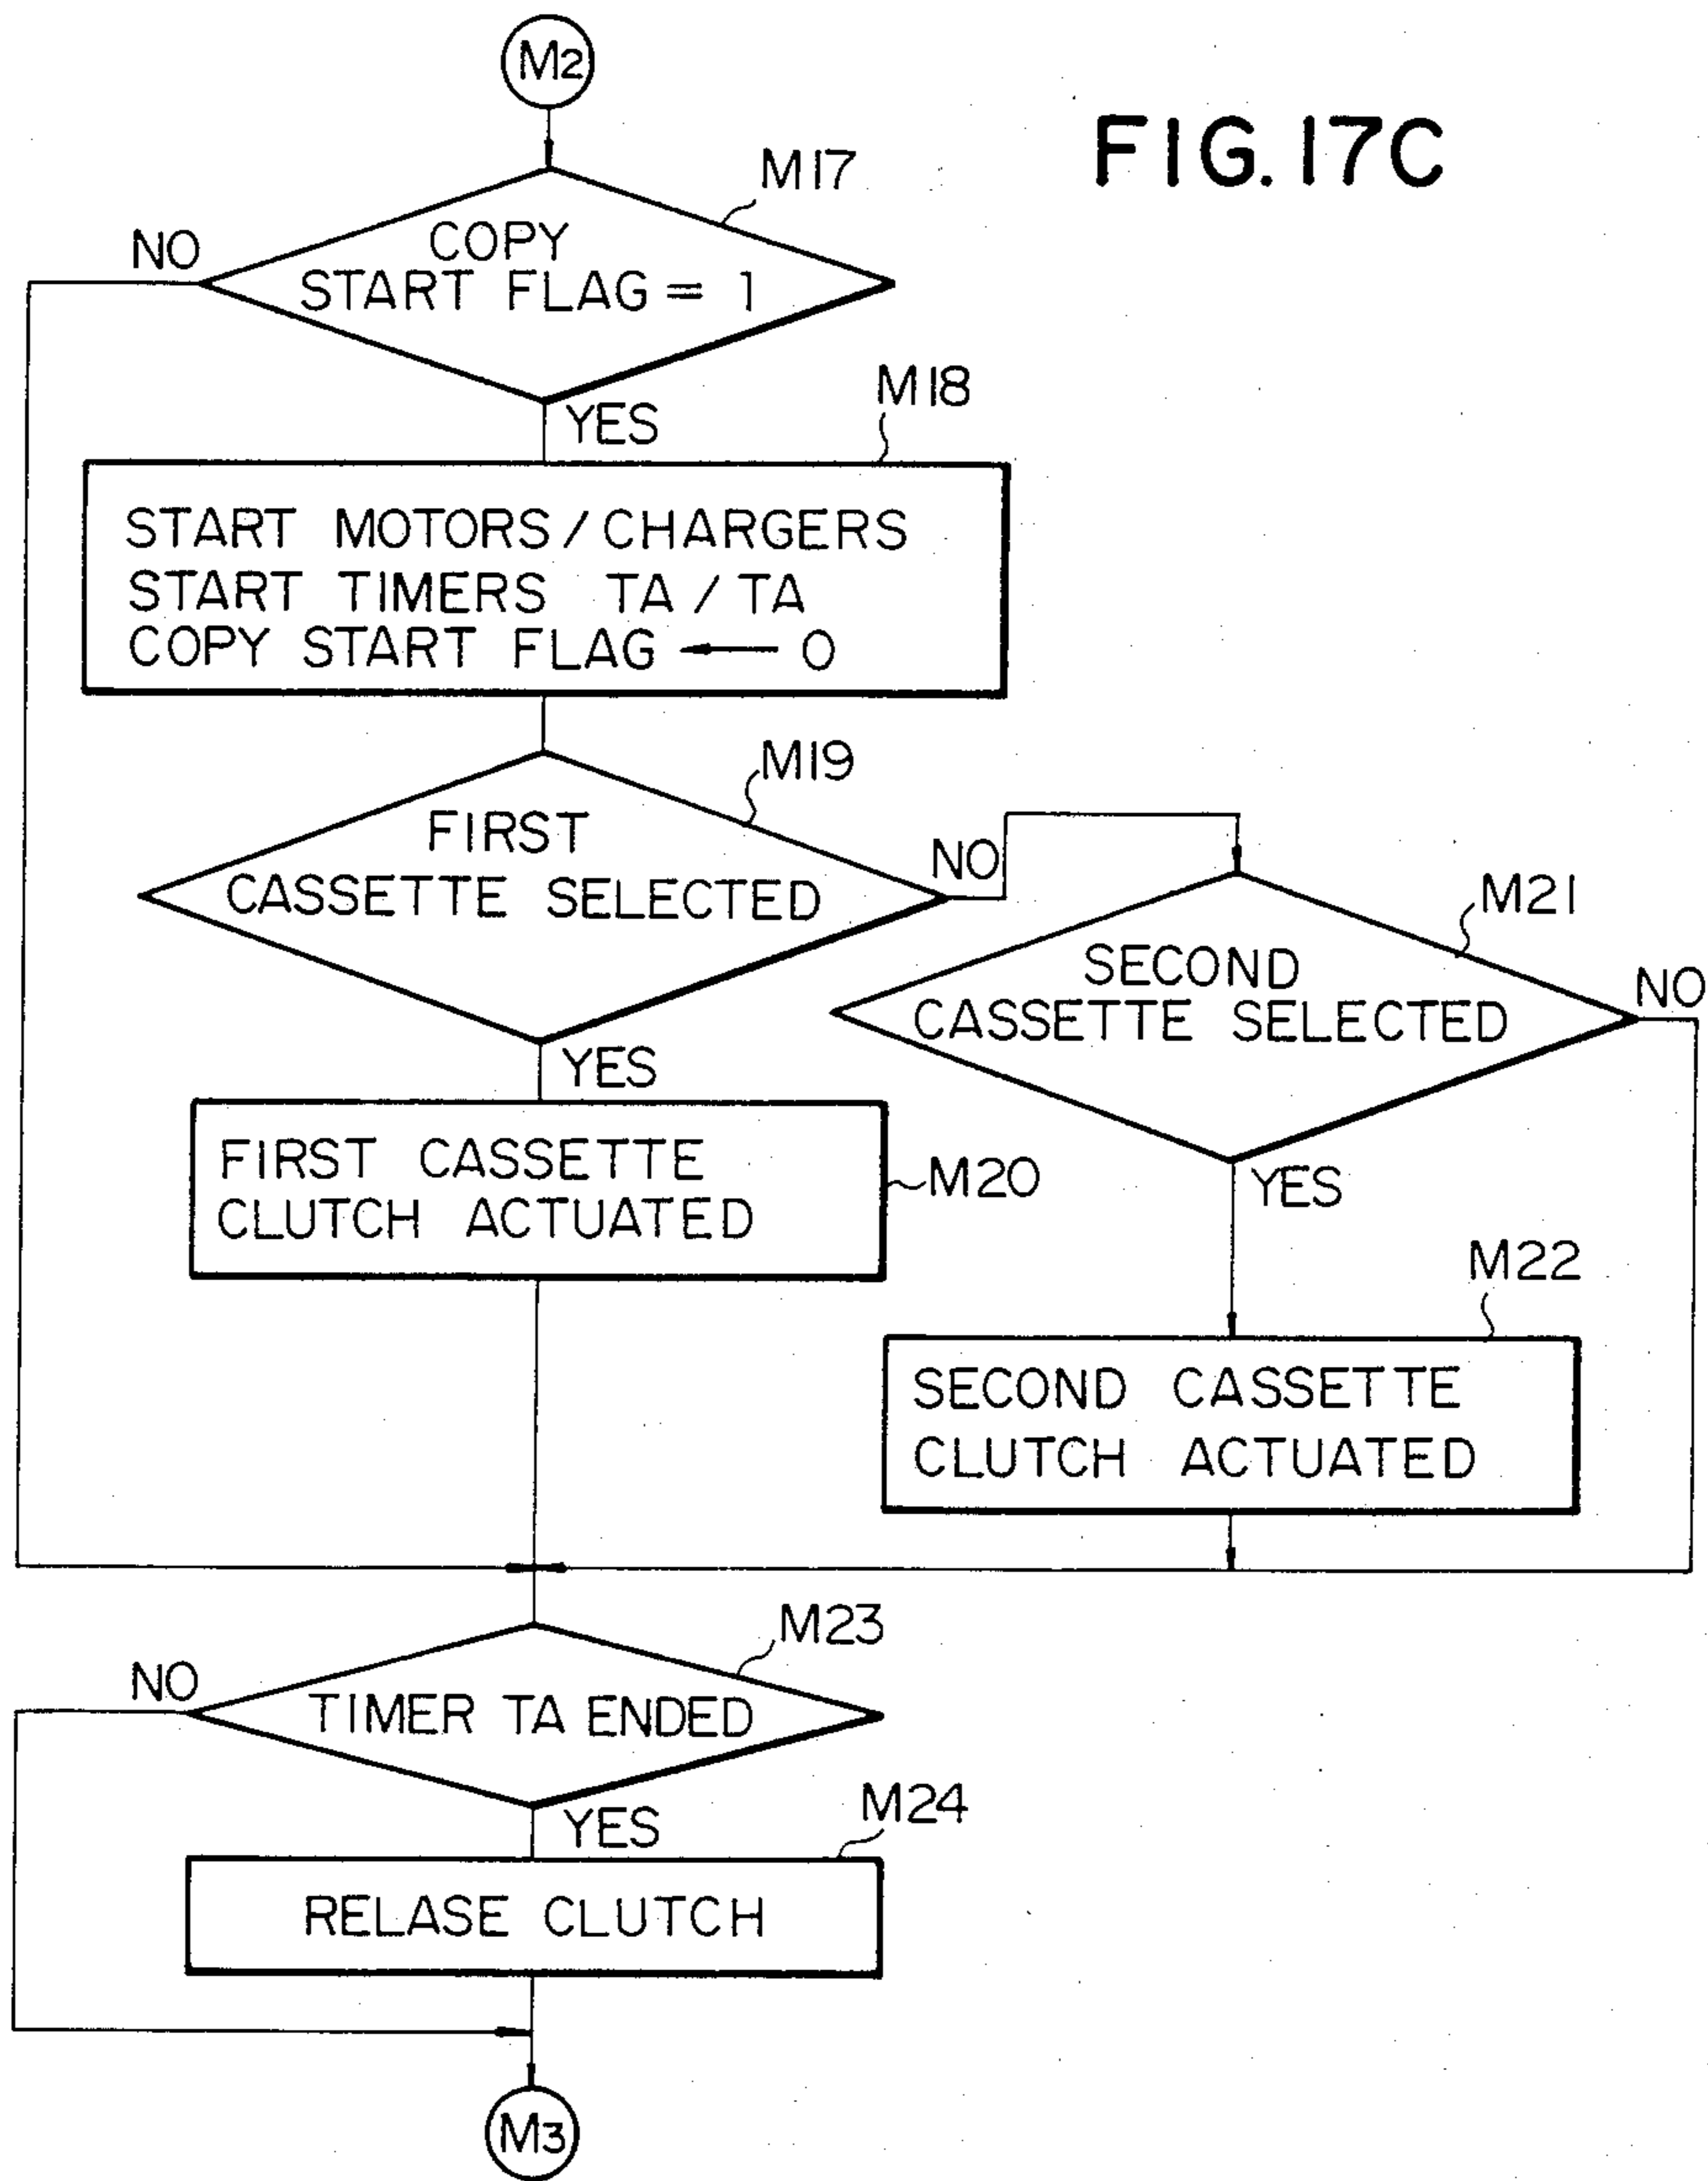 M2
FIG. 17C
M17
NO
COPY
START FLAG = 1
YES
M18
START MOTORS / CHARGERS
START TIMERS TA / TA
COPY START FLAG ← 0
M19
FIRST
CASSETTE SELECTED
NO
M21
SECOND
CASSETTE SELECTED
NO
YES
FIRST CASSETTE
CLUTCH ACTUATED
M20
YES
M22
SECOND CASSETTE
CLUTCH ACTUATED
M23
NO
TIMER TA ENDED
YES
M24
RELASE CLUTCH
M3